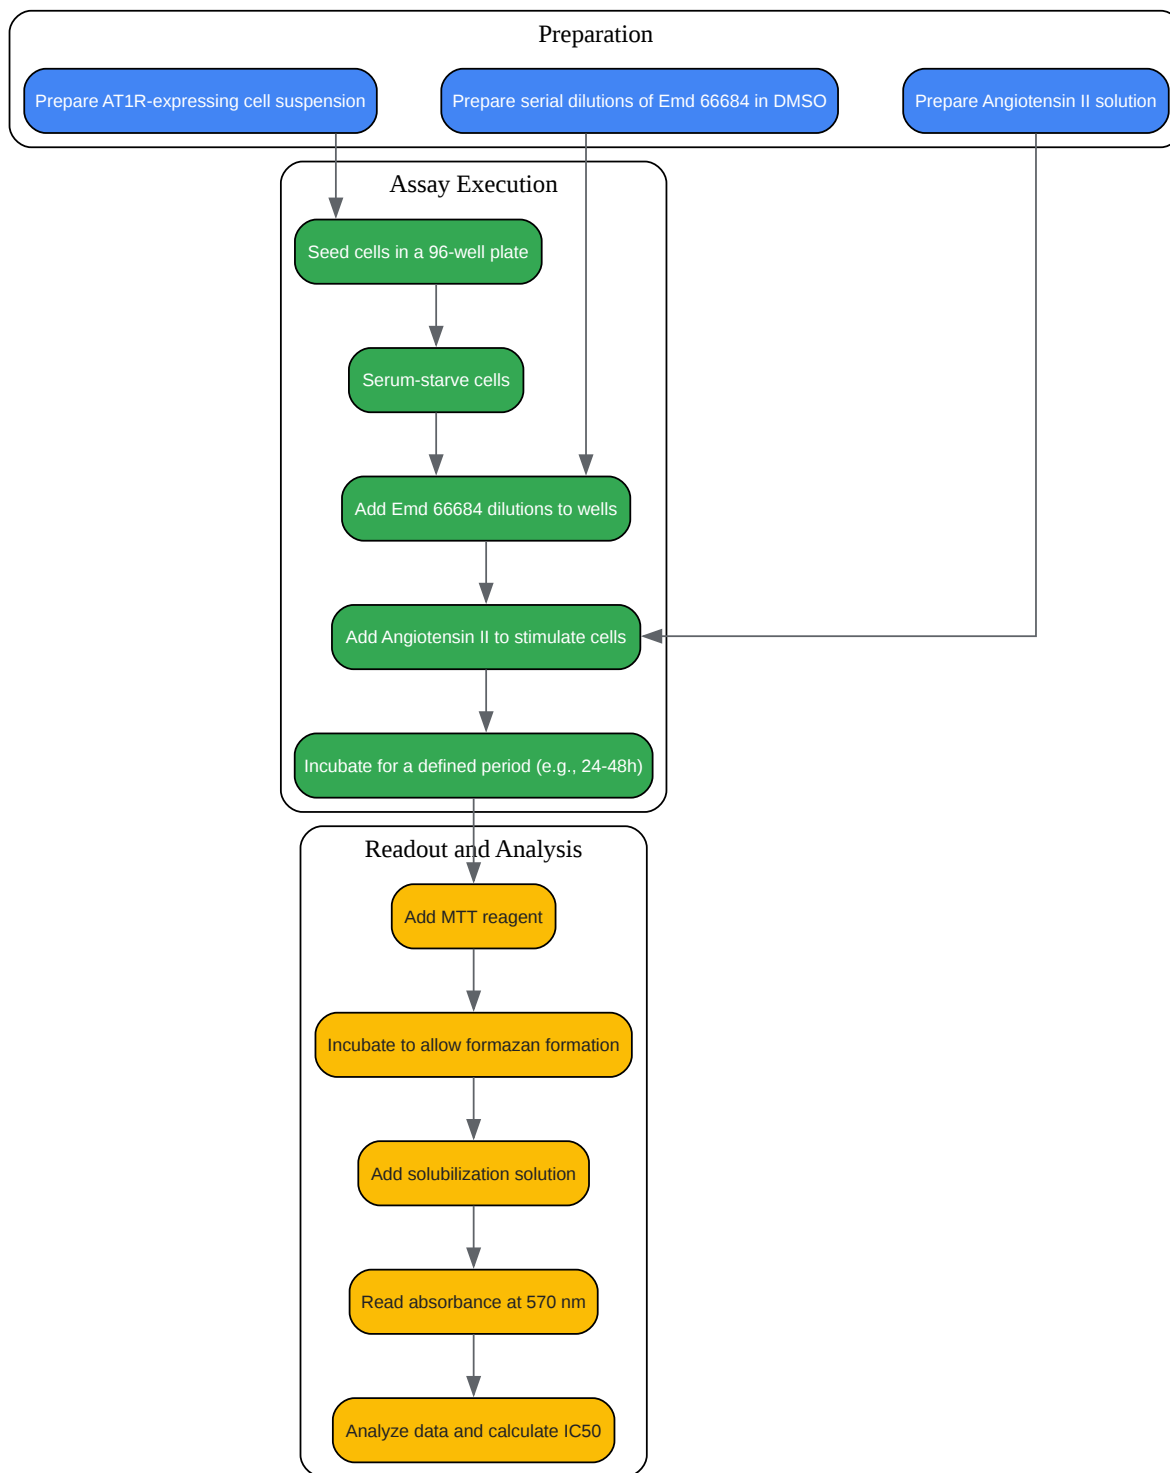 Preparation
Prepare AT1R-expressing cell suspension
Prepare serial dilutions of Emd 66684 in DMSO
Prepare Angiotensin II solution
Assay Execution
Seed cells in a 96-well plate
Serum-starve cells
Add Emd 66684 dilutions to wells
Add Angiotensin II to stimulate cells
Incubate for a defined period (e.g., 24-48h)
Readout and Analysis
Add MTT reagent
Incubate to allow formazan formation
Add solubilization solution
Read absorbance at 570 nm
Analyze data and calculate IC50